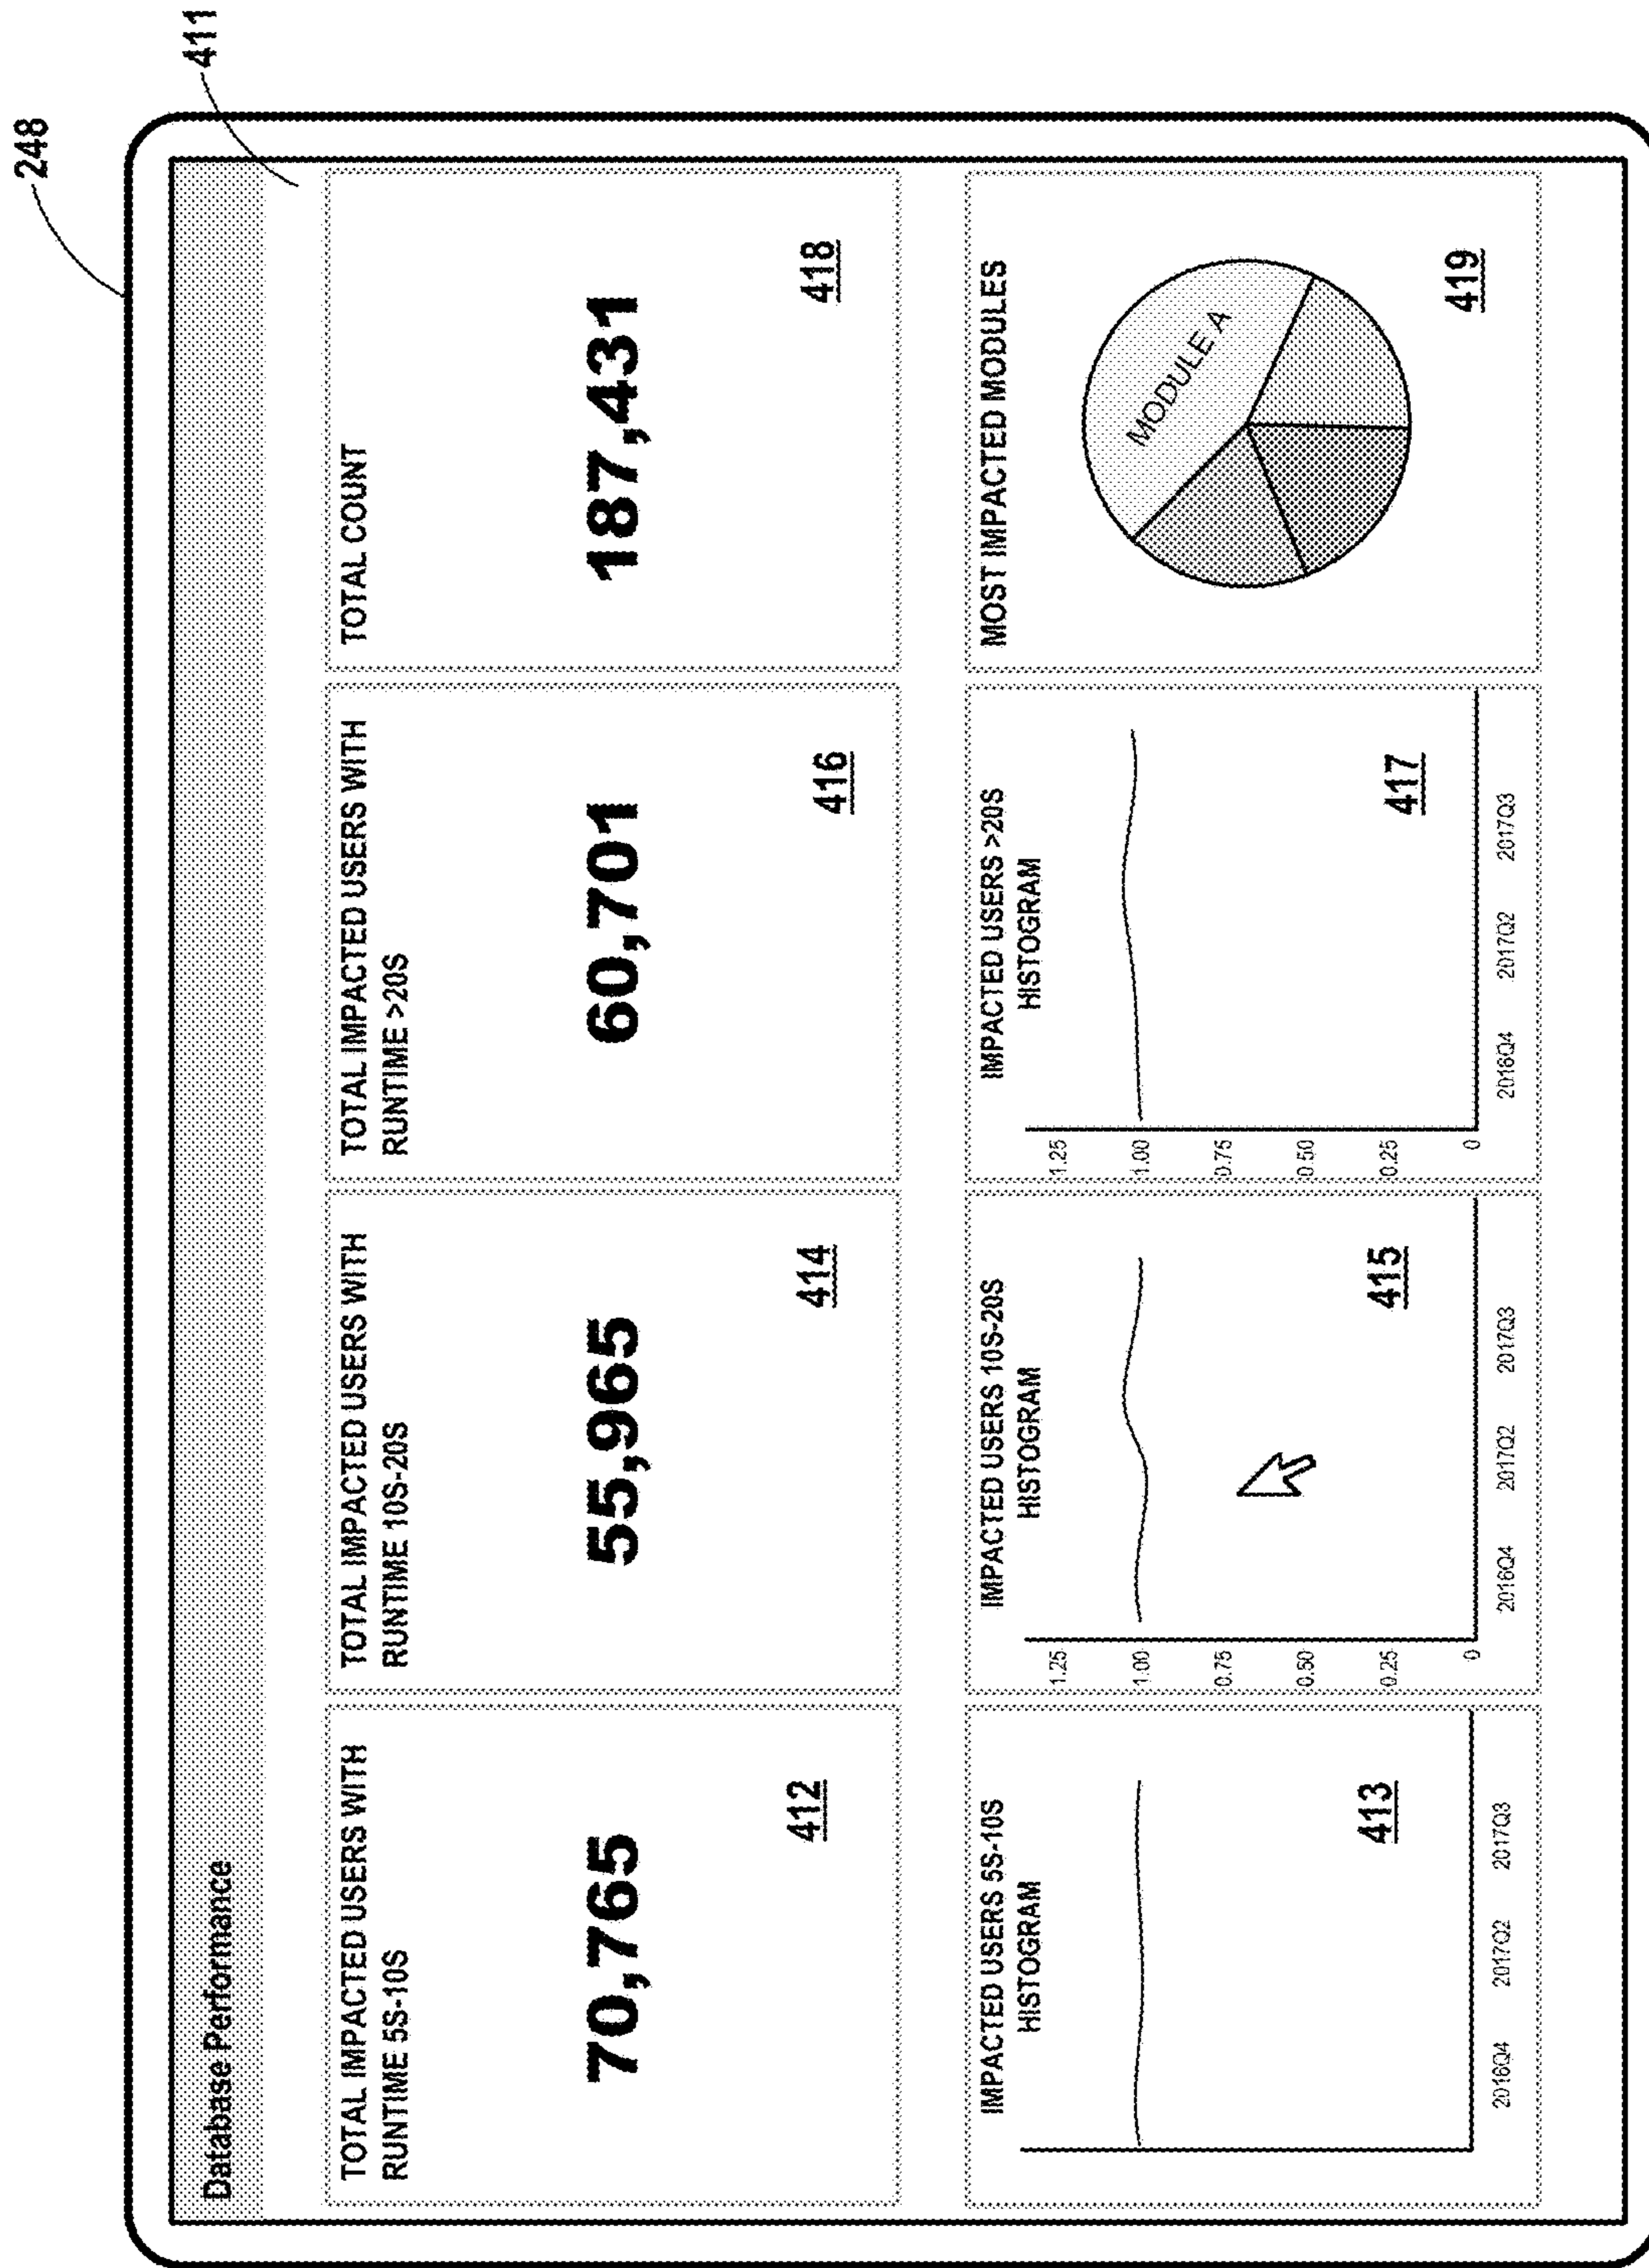 248
411
Database Performance
TOTAL IMPACTED USERS WITH
RUNTIME 5S-10S
70,765
412
TOTAL IMPACTED USERS WITH
RUNTIME 10S-20S
55,965
414
TOTAL IMPACTED USERS WITH
RUNTIME >20S
60,701
416
TOTAL COUNT
187,431
418
IMPACTED USERS 5S-10S
HISTOGRAM
413
2016Q4 2017Q2 2017Q3
IMPACTED USERS 10S-20S
HISTOGRAM
1.25
1.00
0.75
0.50
0.25
0
415
2016Q4 2017Q2 2017Q3
IMPACTED USERS >20S
HISTOGRAM
1.25
1.00
0.75
0.50
0.25
0
417
2016Q4 2017Q2 2017Q3
MOST IMPACTED MODULES
MODULE A
419